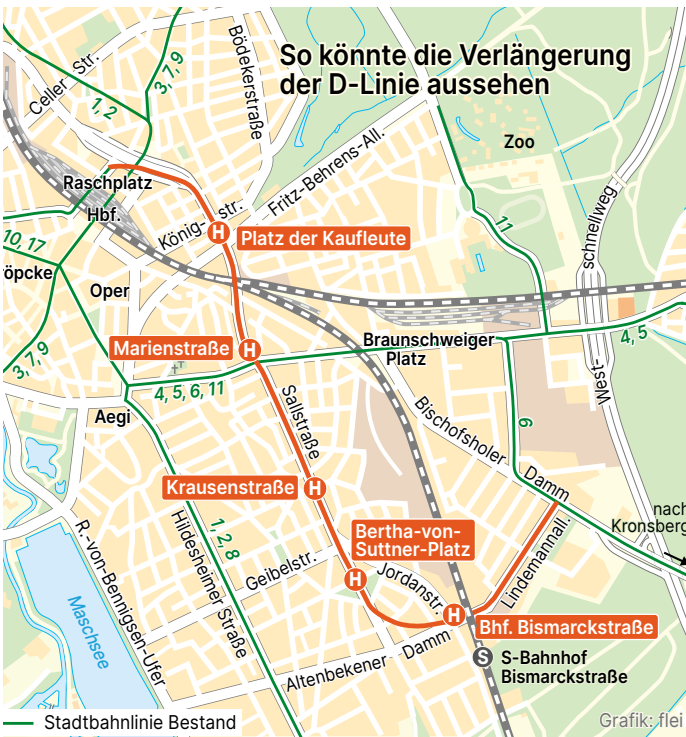 So könnte die Verlängerung
der D-Linie aussehen
Celler Str.
Bödekerstraße
3, 7, 9
1, 2
Zoo
Fritz-Behrens-All.
Raschplatz
Hbf.
König-
str.
11
schnellweg
Platz der Kaufleute
10, 17
öpcke
Oper
Marienstraße
Braunschweiger
Platz
4, 5
3, 7, 9
4, 5, 6, 11
West-
Aegi
Sallstraße
Bischofsholer
Damm
6
Krausenstraße
nach
Kronsberg
Bertha-von-
Suttner-Platz
R.-von-Bennigsen-Ufer
Hildesheimer Straße
1, 2, 8
Geibelstr.
Jordanstr.
Lindemannall.
Maschsee
Bhf. Bismarckstraße
Altenbekener Damm
S-Bahnhof
Bismarckstraße
Stadtbahnlinie Bestand
Grafik: flei
H
H
H
H
H
S